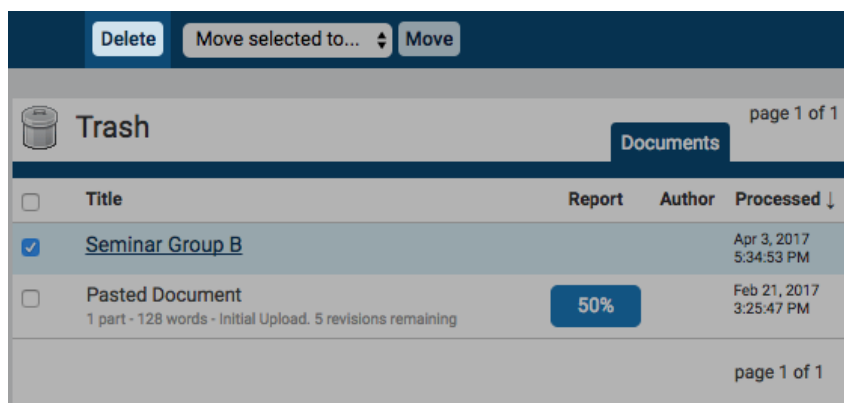 Delete Move selected to... Move
page 1 of 1
Trash
Documents
Title Report Author Processed ↓
Seminar Group B
Apr 3, 2017
5:34:53 PM
Pasted Document
1 part - 128 words - Initial Upload. 5 revisions remaining
50%
Feb 21, 2017
3:25:47 PM
page 1 of 1